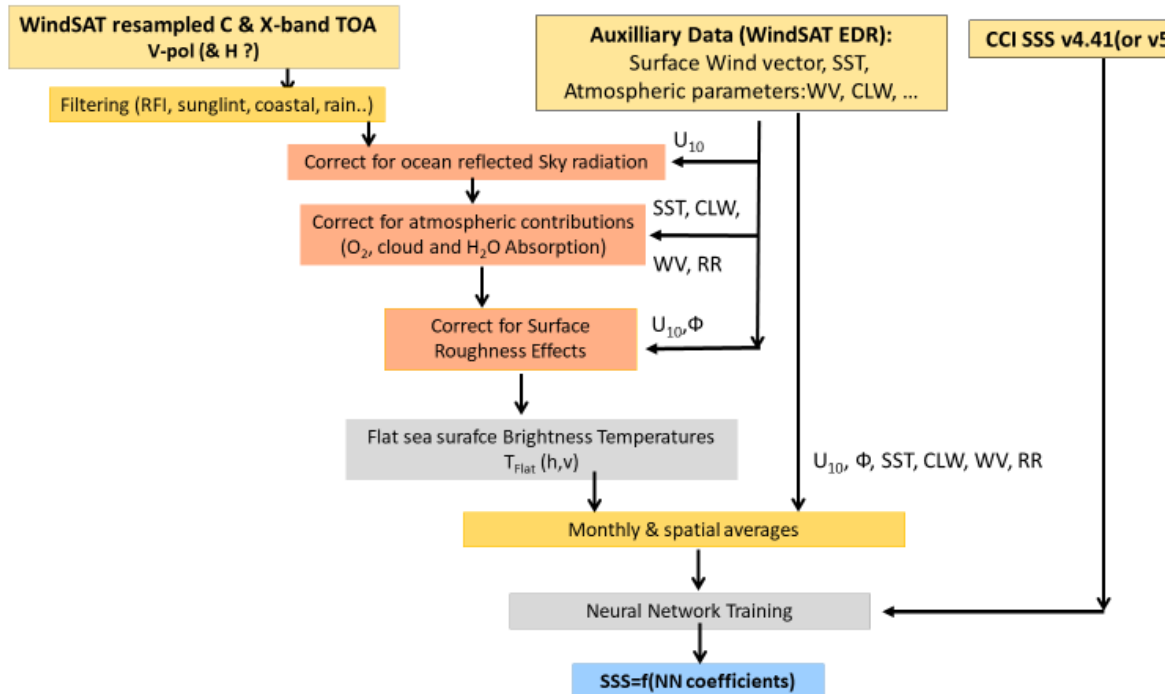 WindSAT resampled C & X-band TOA
V-pol (& H ?)
Filtering (RFI, sunglint, coastal, rain..)
Auxilliary Data (WindSAT EDR):
Surface Wind vector, SST,
Atmospheric parameters:WV, CLW, ...
CCI SSS v4.41(or v5
Correct for ocean reflected Sky radiation
U₁₀
Correct for atmospheric contributions
(O₂, cloud and H₂O Absorption)
SST, CLW,
WV, RR
Correct for Surface
Roughness Effects
U₁₀,Φ
Flat sea surafce Brightness Temperatures
T_Flat (h,v)
U₁₀, Φ, SST, CLW, WV, RR
Monthly & spatial averages
Neural Network Training
SSS=f(NN coefficients)